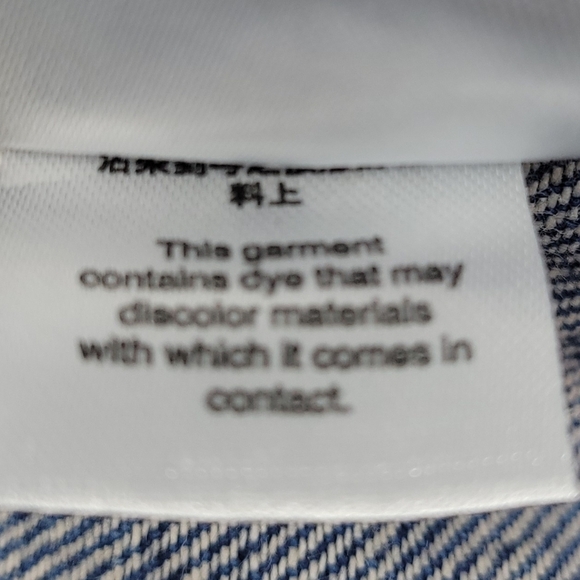 料上
This garment
contains dye that may
discolor materials
with which it comes in
contact.